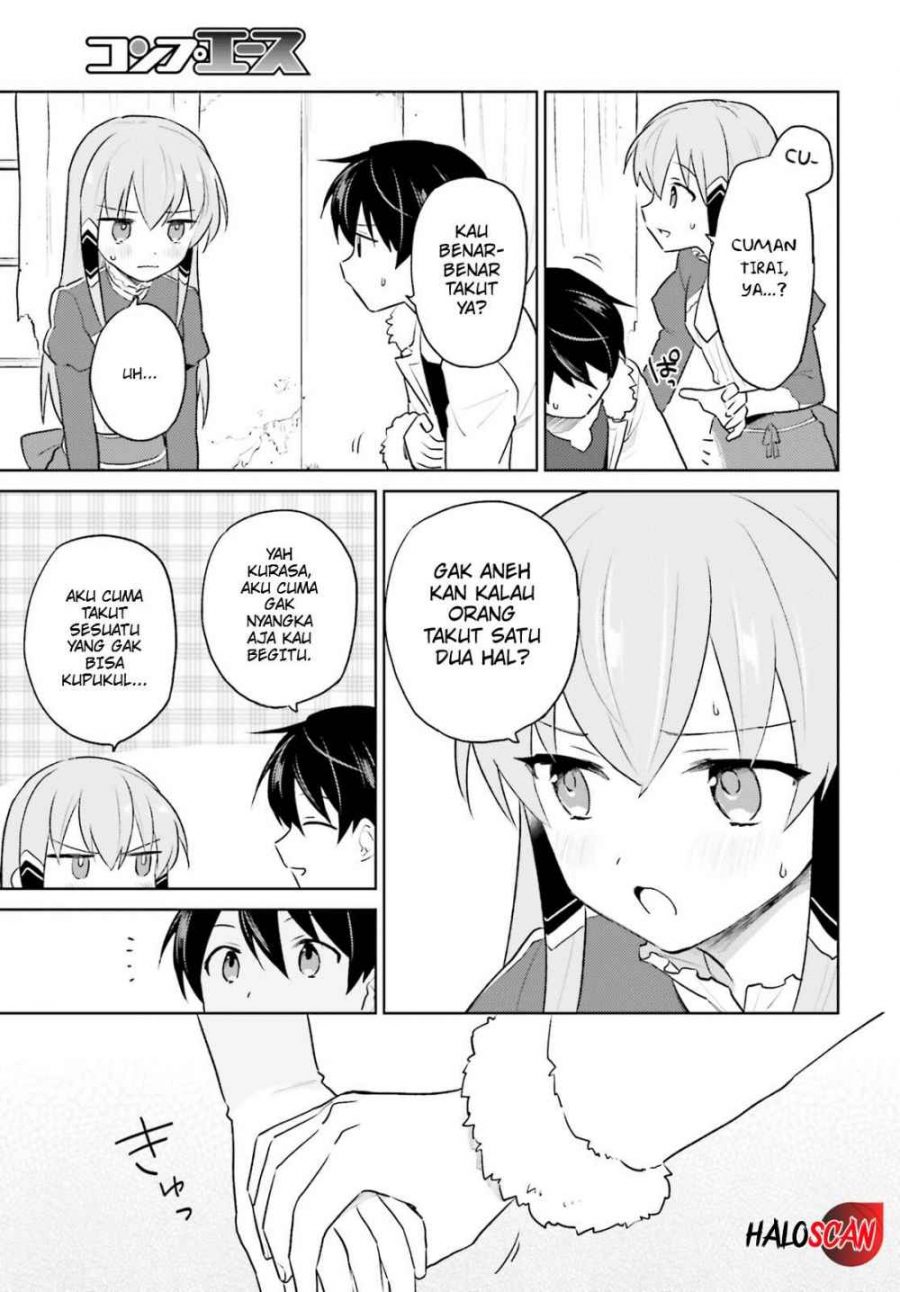 コンプ・エース
CU-
CUMAN
TIRAI,
YA...?
ぱっ
KAU
BENAR-
BENAR
TAKUT
YA?
UH...
GAK ANEH
KAN KALAU
ORANG
TAKUT SATU
DUA HAL?
YAH
KURASA,
AKU CUMA
GAK
NYANGKA
AJA KAU
BEGITU.
AKU CUMA
TAKUT
SESUATU
YANG GAK
BISA
KUPUKUL...
きゅっ
HALOSCAN